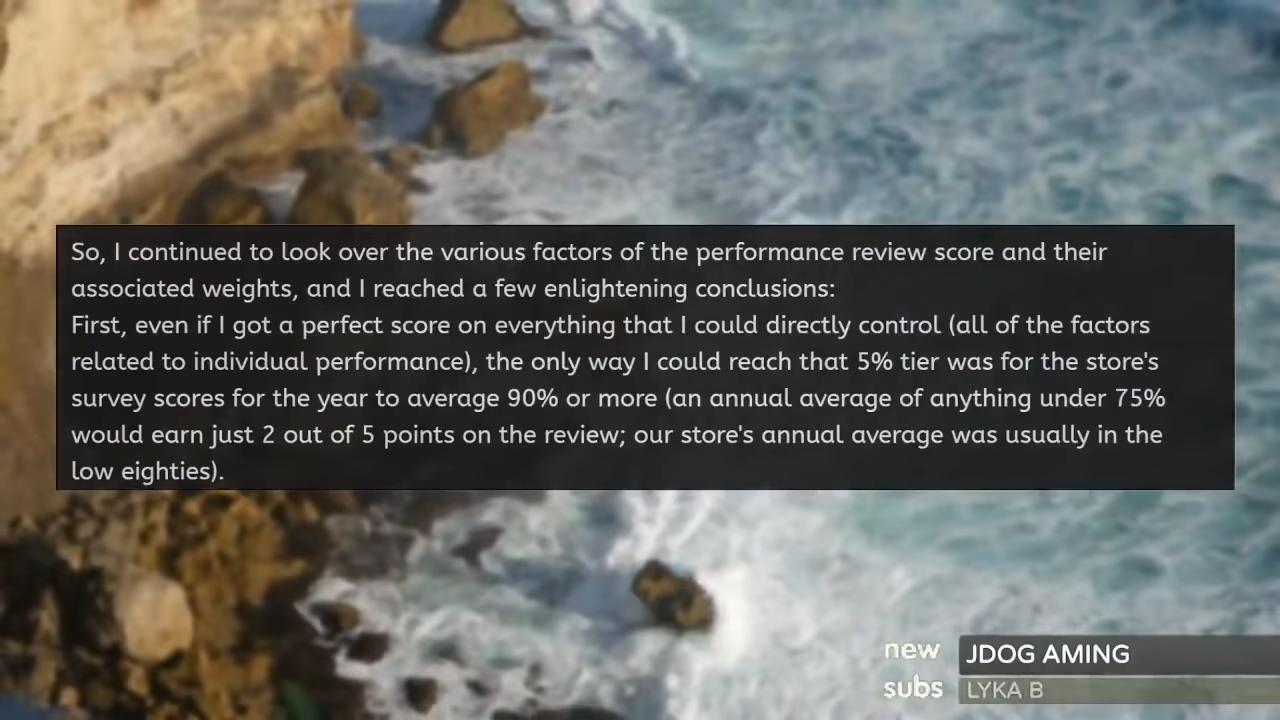 So, I continued to look over the various factors of the performance review score and their
associated weights, and I reached a few enlightening conclusions:
First, even if I got a perfect score on everything that I could directly control (all of the factors
related to individual performance), the only way I could reach that 5% tier was for the store's
survey scores for the year to average 90% or more (an annual average of anything under 75%
would earn just 2 out of 5 points on the review; our store's annual average was usually in the
low eighties).
new JDOG AMING
subs LYKA B